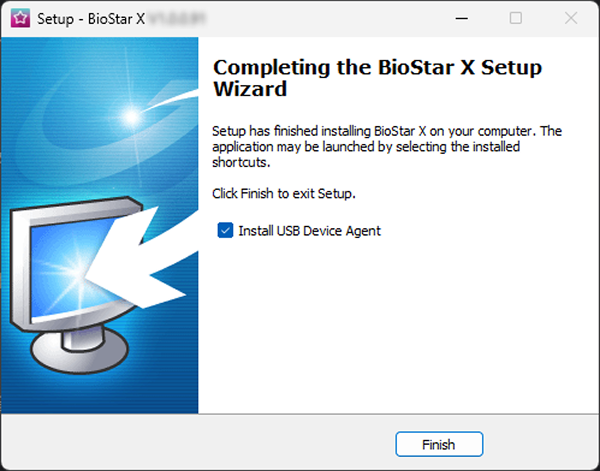 Setup - BioStar X
Completing the BioStar X Setup
Wizard
Setup has finished installing BioStar X on your computer. The
application may be launched by selecting the installed
shortcuts.
Click Finish to exit Setup.
Install USB Device Agent
Finish